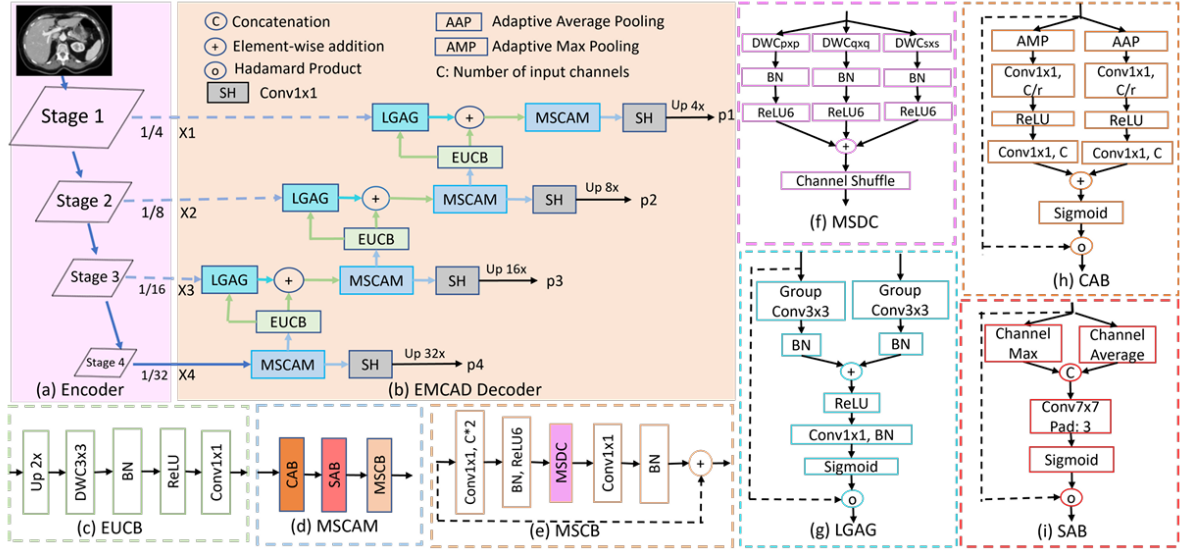 C
Concatenation
+
Element-wise addition
o
Hadamard Product
SH
Conv1x1
AAP
Adaptive Average Pooling
AMP
Adaptive Max Pooling
C: Number of input channels
Stage 1
1/4
X1
LGAG
+
MSCAM
SH
Up 4x
p1
EUCB
Stage 2
1/8
X2
LGAG
+
MSCAM
SH
Up 8x
p2
EUCB
Stage 3
1/16
X3
LGAG
+
MSCAM
SH
Up 16x
p3
EUCB
Stage 4
1/32
X4
MSCAM
SH
Up 32x
p4
(a) Encoder
(b) EMCAD Decoder
Up 2x
DWC3x3
BN
ReLU
Conv1x1
(c) EUCB
CAB
SAB
MSCB
(d) MSCAM
Conv1x1, C*2
BN, ReLU6
MSDC
Conv1x1
BN
+
(e) MSCB
DWCpxp
DWCqxq
DWCsxs
BN
BN
BN
ReLU6
ReLU6
ReLU6
+
Channel Shuffle
(f) MSDC
Group
Conv3x3
Group
Conv3x3
BN
BN
+
ReLU
Conv1x1, BN
Sigmoid
o
(g) LGAG
AMP
AAP
Conv1x1,
C/r
Conv1x1,
C/r
ReLU
ReLU
Conv1x1, C
Conv1x1, C
+
Sigmoid
o
(h) CAB
Channel
Max
Channel
Average
C
Conv7x7
Pad: 3
Sigmoid
o
(i) SAB